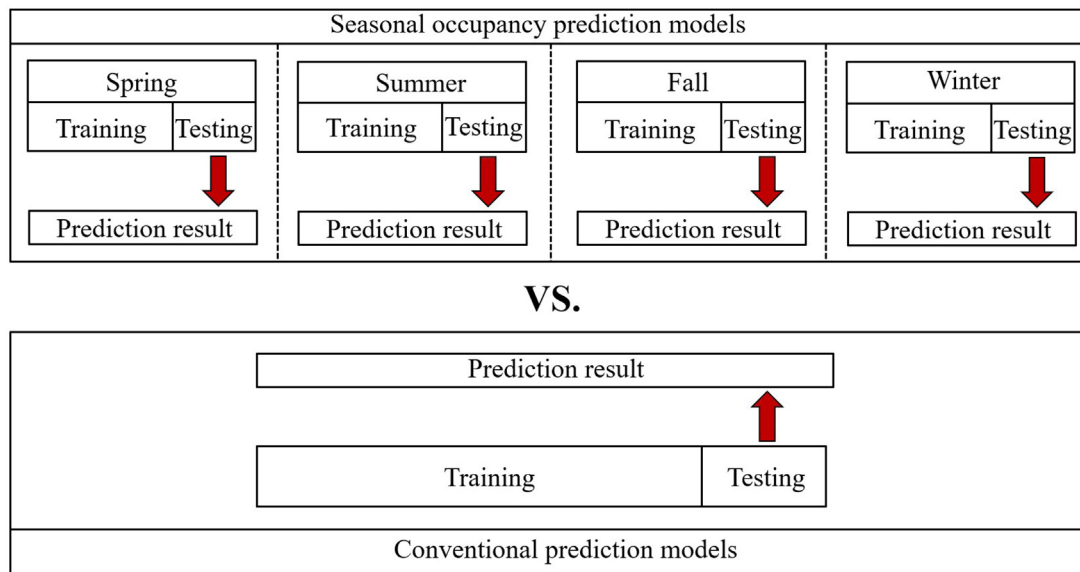 Seasonal occupancy prediction models
Spring
Training Testing
Prediction result
Summer
Training Testing
Prediction result
Fall
Training Testing
Prediction result
Winter
Training Testing
Prediction result
VS.
Prediction result
Training Testing
Conventional prediction models